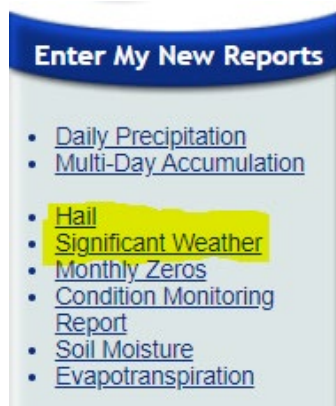 Enter My New Reports
Daily Precipitation
Multi-Day Accumulation
Hail
Significant Weather
Monthly Zeros
Condition Monitoring
Report
Soil Moisture
Evapotranspiration